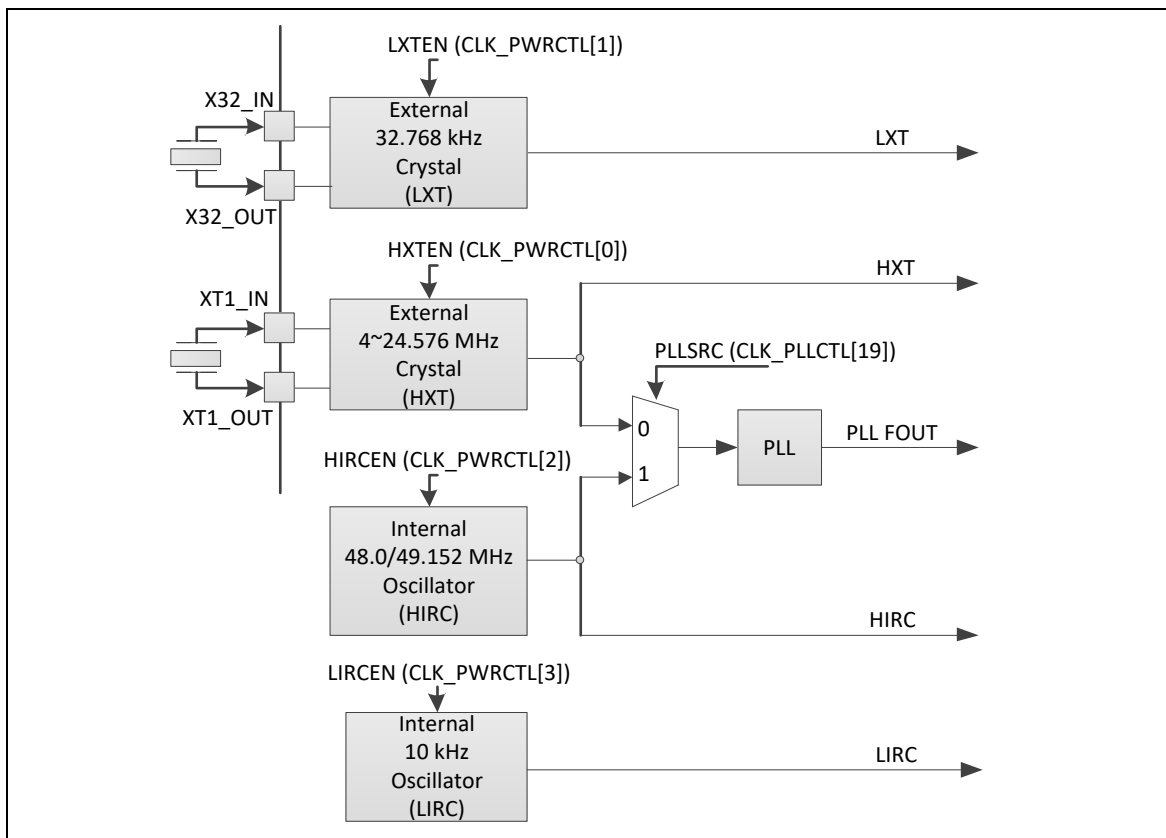 LXTEN (CLK_PWRCTL[1])
X32_IN
External
32.768 kHz
Crystal
(LXT)
LXT
X32_OUT
HXTEN (CLK_PWRCTL[0])
HXT
XT1_IN
External
4~24.576 MHz
Crystal
(HXT)
XT1_OUT
PLLSRC (CLK_PLLCTL[19])
0
1
PLL
PLL FOUT
HIRCEN (CLK_PWRCTL[2])
Internal
48.0/49.152 MHz
Oscillator
(HIRC)
HIRC
LIRCEN (CLK_PWRCTL[3])
Internal
10 kHz
Oscillator
(LIRC)
LIRC